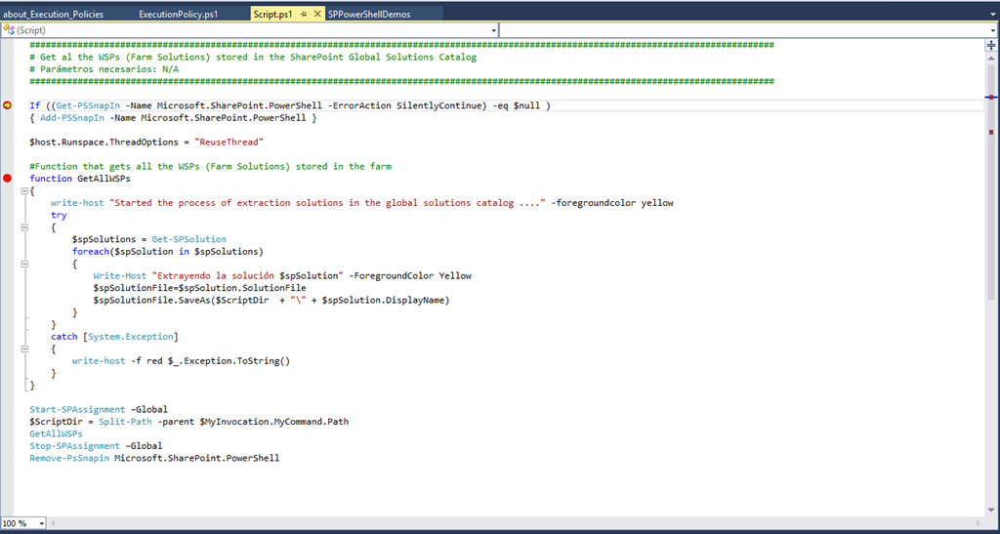 about_Execution_Policies ExecutionPolicy.ps1 Script.ps1 SPPowerShellDemos
(Script)
###############################################################################################################################
# Get al the WSPs (Farm Solutions) stored in the SharePoint Global Solutions Catalog
# Parámetros necesarios: N/A
###############################################################################################################################
If ((Get-PSSnapIn -Name Microsoft.SharePoint.PowerShell -ErrorAction SilentlyContinue) -eq $null )
{ Add-PSSnapIn -Name Microsoft.SharePoint.PowerShell }
$host.Runspace.ThreadOptions = "ReuseThread"
#Function that gets all the WSPs (Farm Solutions) stored in the farm
function GetAllWSPs
{
write-host "Started the process of extraction solutions in the global solutions catalog ...." -foregroundcolor yellow
try
{
$spSolutions = Get-SPSolution
foreach($spSolution in $spSolutions)
{
Write-Host "Extrayendo la solución $spSolution" -ForegroundColor Yellow
$spSolutionFile=$spSolution.SolutionFile
$spSolutionFile.SaveAs($ScriptDir + "\" + $spSolution.DisplayName)
}
}
catch [System.Exception]
{
write-host -f red $_.Exception.ToString()
}
}
Start-SPAssignment –Global
$ScriptDir = Split-Path -parent $MyInvocation.MyCommand.Path
GetAllWSPs
Stop-SPAssignment –Global
Remove-PsSnapin Microsoft.SharePoint.PowerShell
100 %